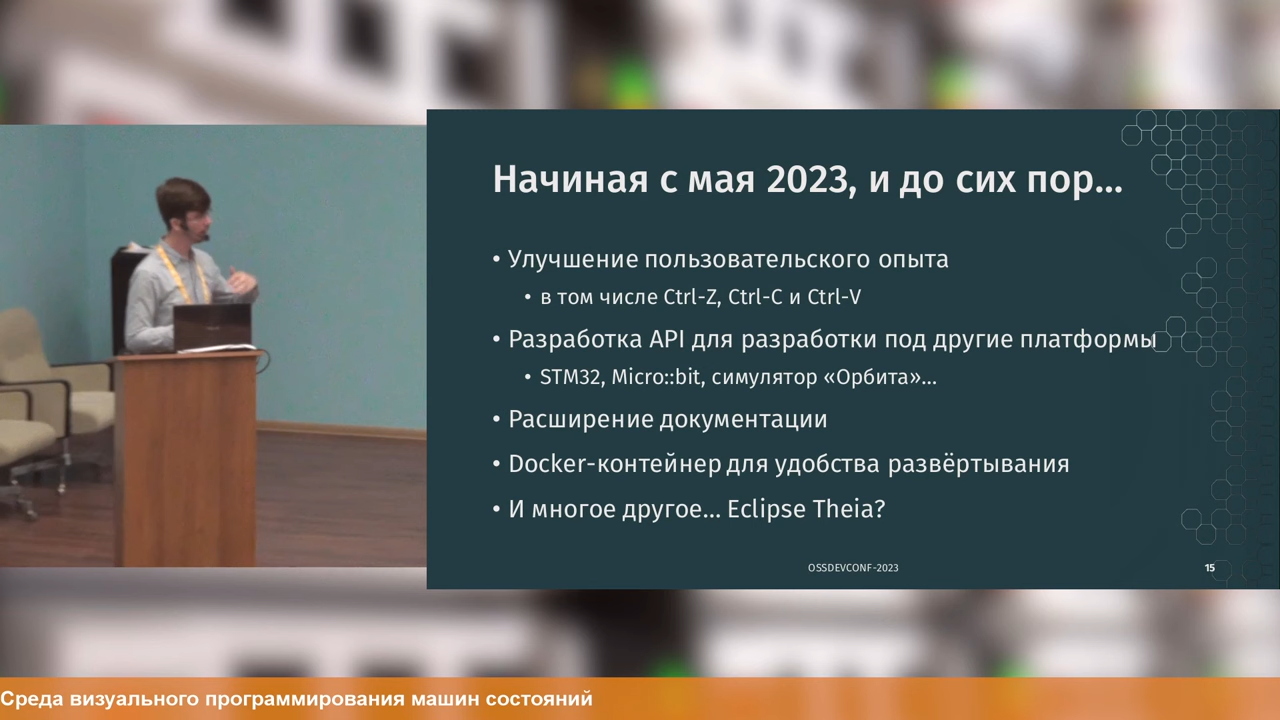 Начиная с мая 2023, и до сих пор...
• Улучшение пользовательского опыта
• в том числе Ctrl-Z, Ctrl-C и Ctrl-V
• Разработка API для разработки под другие платформы
• STM32, Micro::bit, симулятор «Орбита»...
• Расширение документации
• Docker-контейнер для удобства развёртывания
• И многое другое... Eclipse Theia?
OSSDEVCONF-2023
15
Среда визуального программирования машин состояний